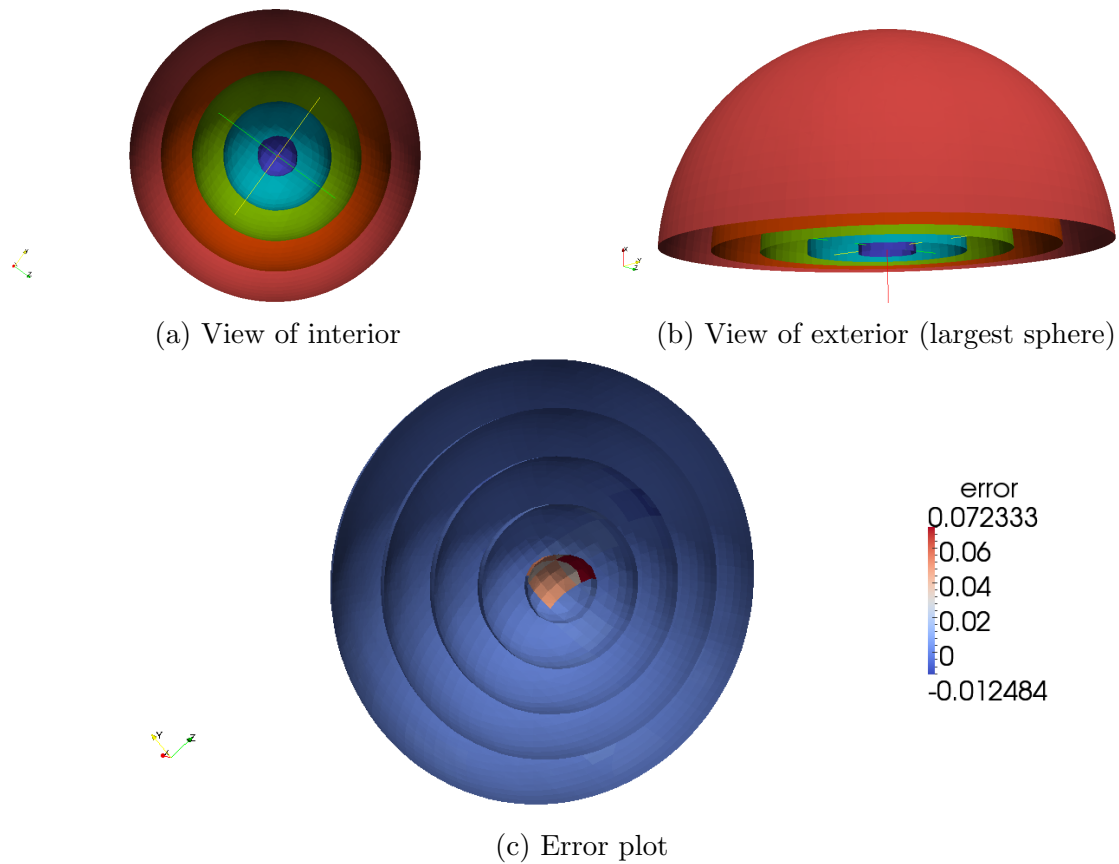 (a) View of interior
(b) View of exterior (largest sphere)
error
0.072333
0.06
0.04
0.02
0
-0.012484
Y
Z
(c) Error plot